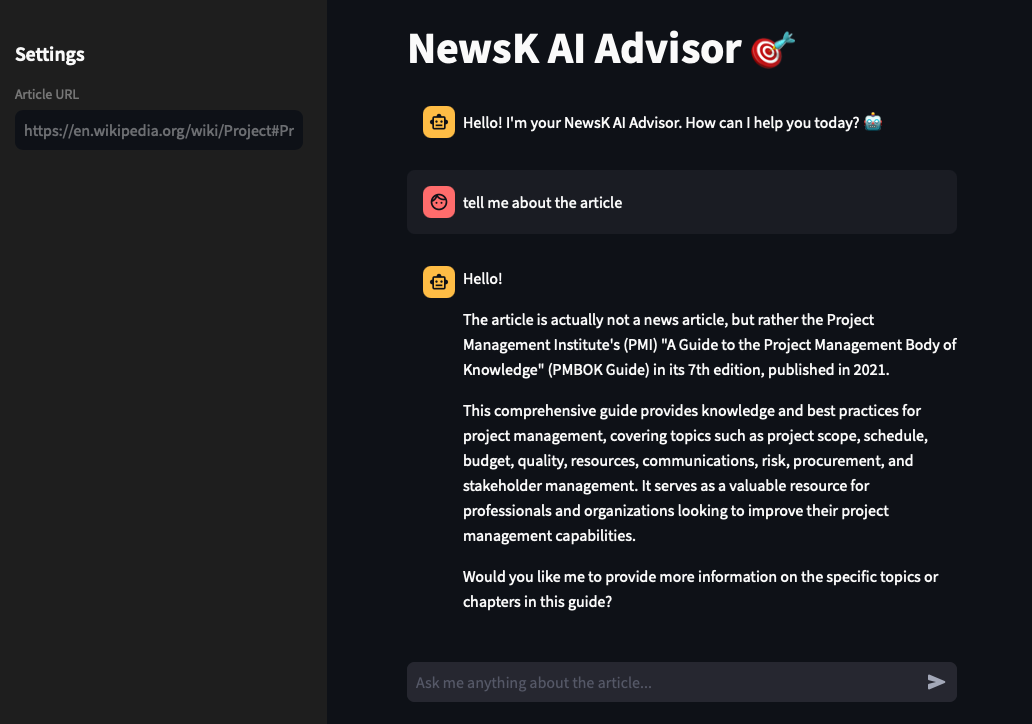 Settings
Article URL
https://en.wikipedia.org/wiki/Project#Pr
NewsK AI Advisor
Hello! I'm your NewsK AI Advisor. How can I help you today?
tell me about the article
Hello!
The article is actually not a news article, but rather the Project
Management Institute's (PMI) "A Guide to the Project Management Body of
Knowledge" (PMBOK Guide) in its 7th edition, published in 2021.
This comprehensive guide provides knowledge and best practices for
project management, covering topics such as project scope, schedule,
budget, quality, resources, communications, risk, procurement, and
stakeholder management. It serves as a valuable resource for
professionals and organizations looking to improve their project
management capabilities.
Would you like me to provide more information on the specific topics or
chapters in this guide?
Ask me anything about the article...